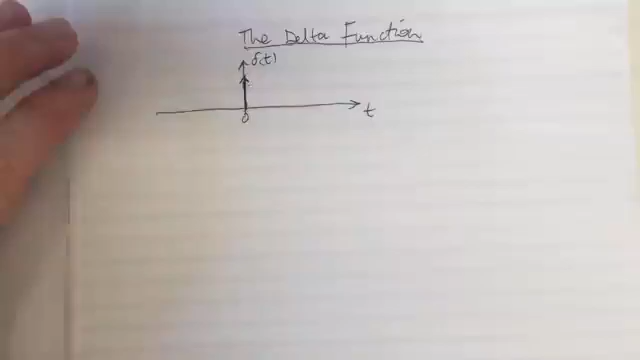 The Delta Function
δ(t)
t
0